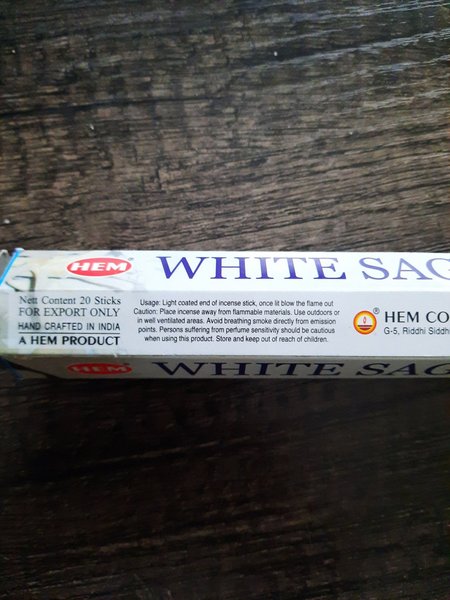 HEM WHITE SAG
Nett Content 20 Sticks
FOR EXPORT ONLY
HAND CRAFTED IN INDIA
A HEM PRODUCT
Usage: Light coated end of incense stick, once lit blow the flame out
Caution: Place incense away from flammable materials. Use outdoors or
in well ventilated areas. Avoid breathing smoke directly from emission
points. Persons suffering from perfume sensitivity should be cautious
when using this product. Store and keep out of reach of children.
® HEM CO
G-5, Riddhi Siddh
HEM WHITE SAG